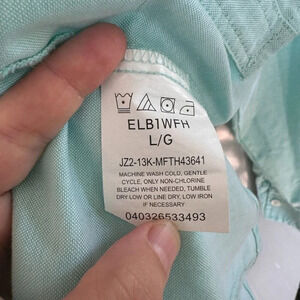 ELB1WFH
L/G
JZ2-13K-MFTH43641
MACHINE WASH COLD, GENTLE
CYCLE, ONLY NON-CHLORINE
BLEACH WHEN NEEDED, TUMBLE
DRY LOW OR LINE DRY, LOW IRON
IF NECESSARY
040326533493